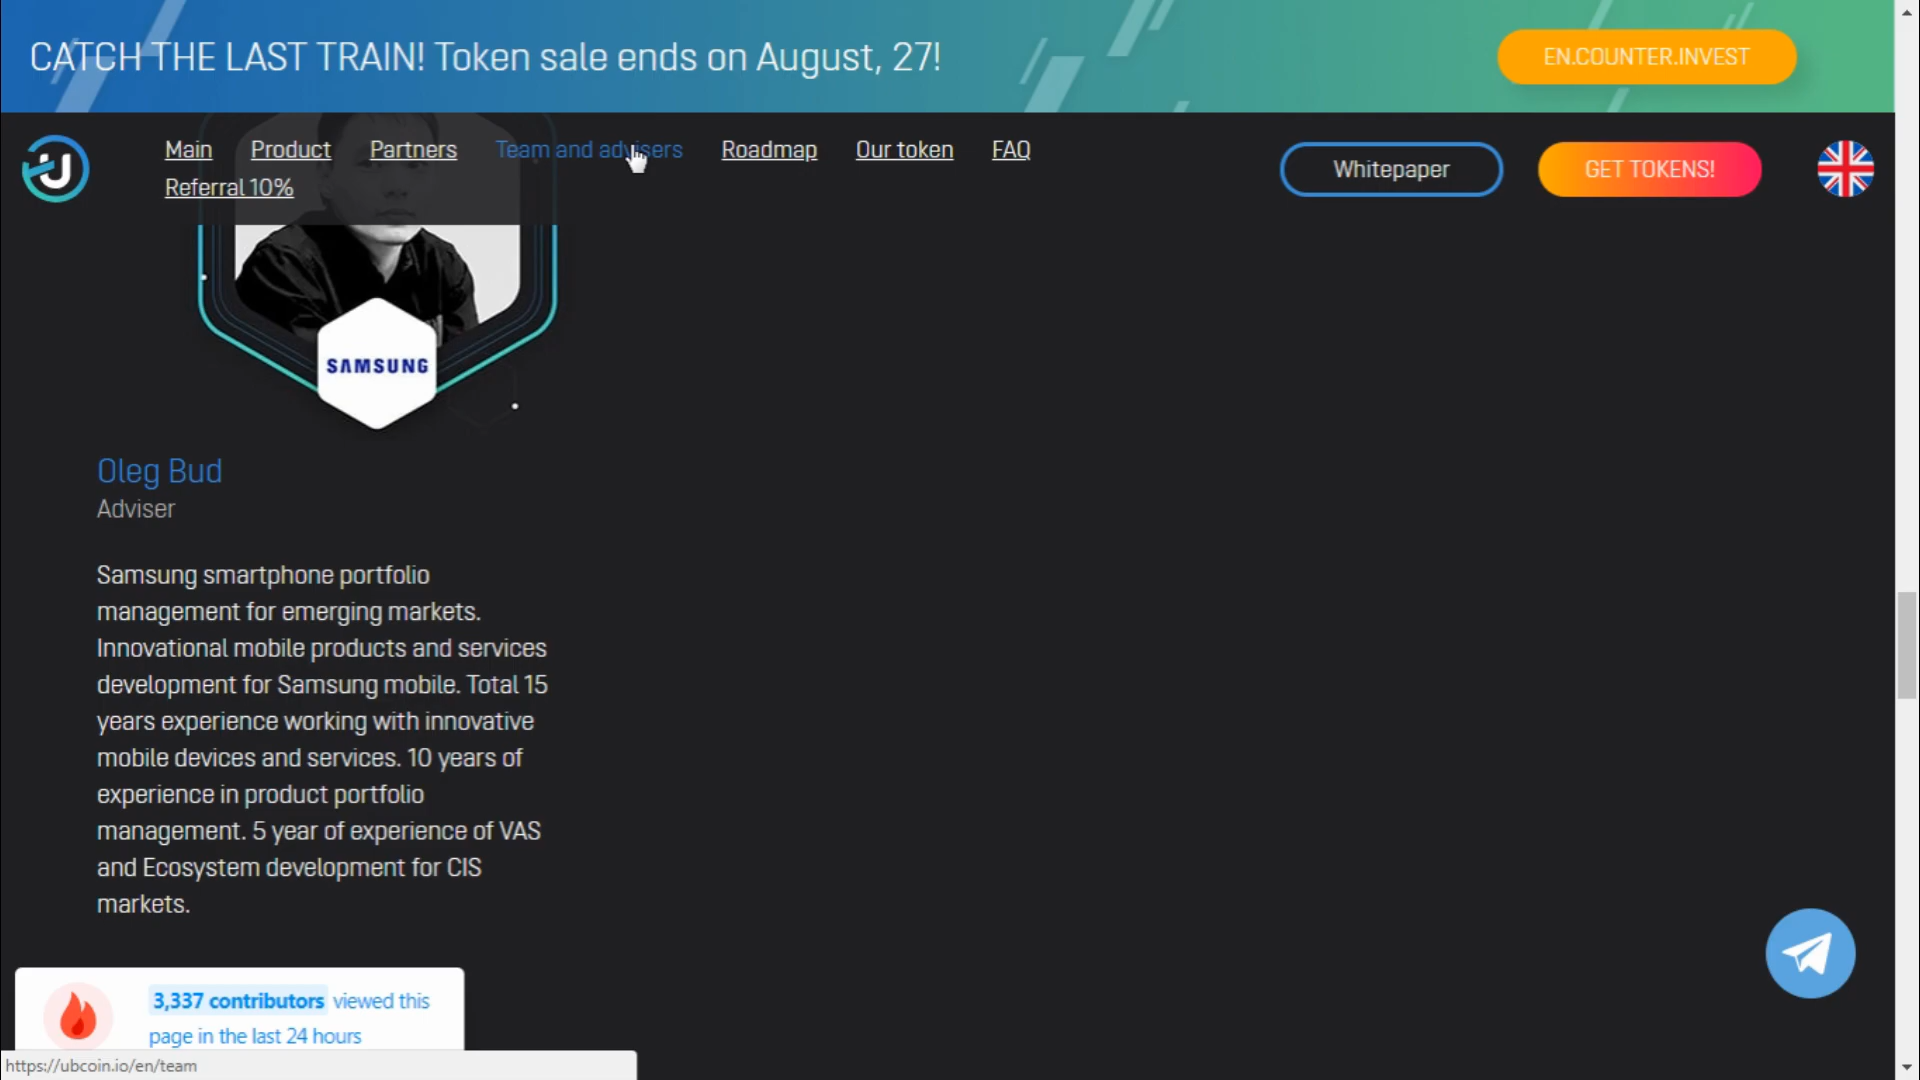 CATCH THE LAST TRAIN! Token sale ends on August, 27!
EN.COUNTER.INVEST
Main Product Partners Team and advisers Roadmap Our token FAQ
Referral 10%
Whitepaper
GET TOKENS!
SAMSUNG
Oleg Bud
Adviser
Samsung smartphone portfolio
management for emerging markets.
Innovational mobile products and services
development for Samsung mobile. Total 15
years experience working with innovative
mobile devices and services. 10 years of
experience in product portfolio
management. 5 year of experience of VAS
and Ecosystem development for CIS
markets.
3,337 contributors viewed this
page in the last 24 hours
https://ubcoin.io/en/team